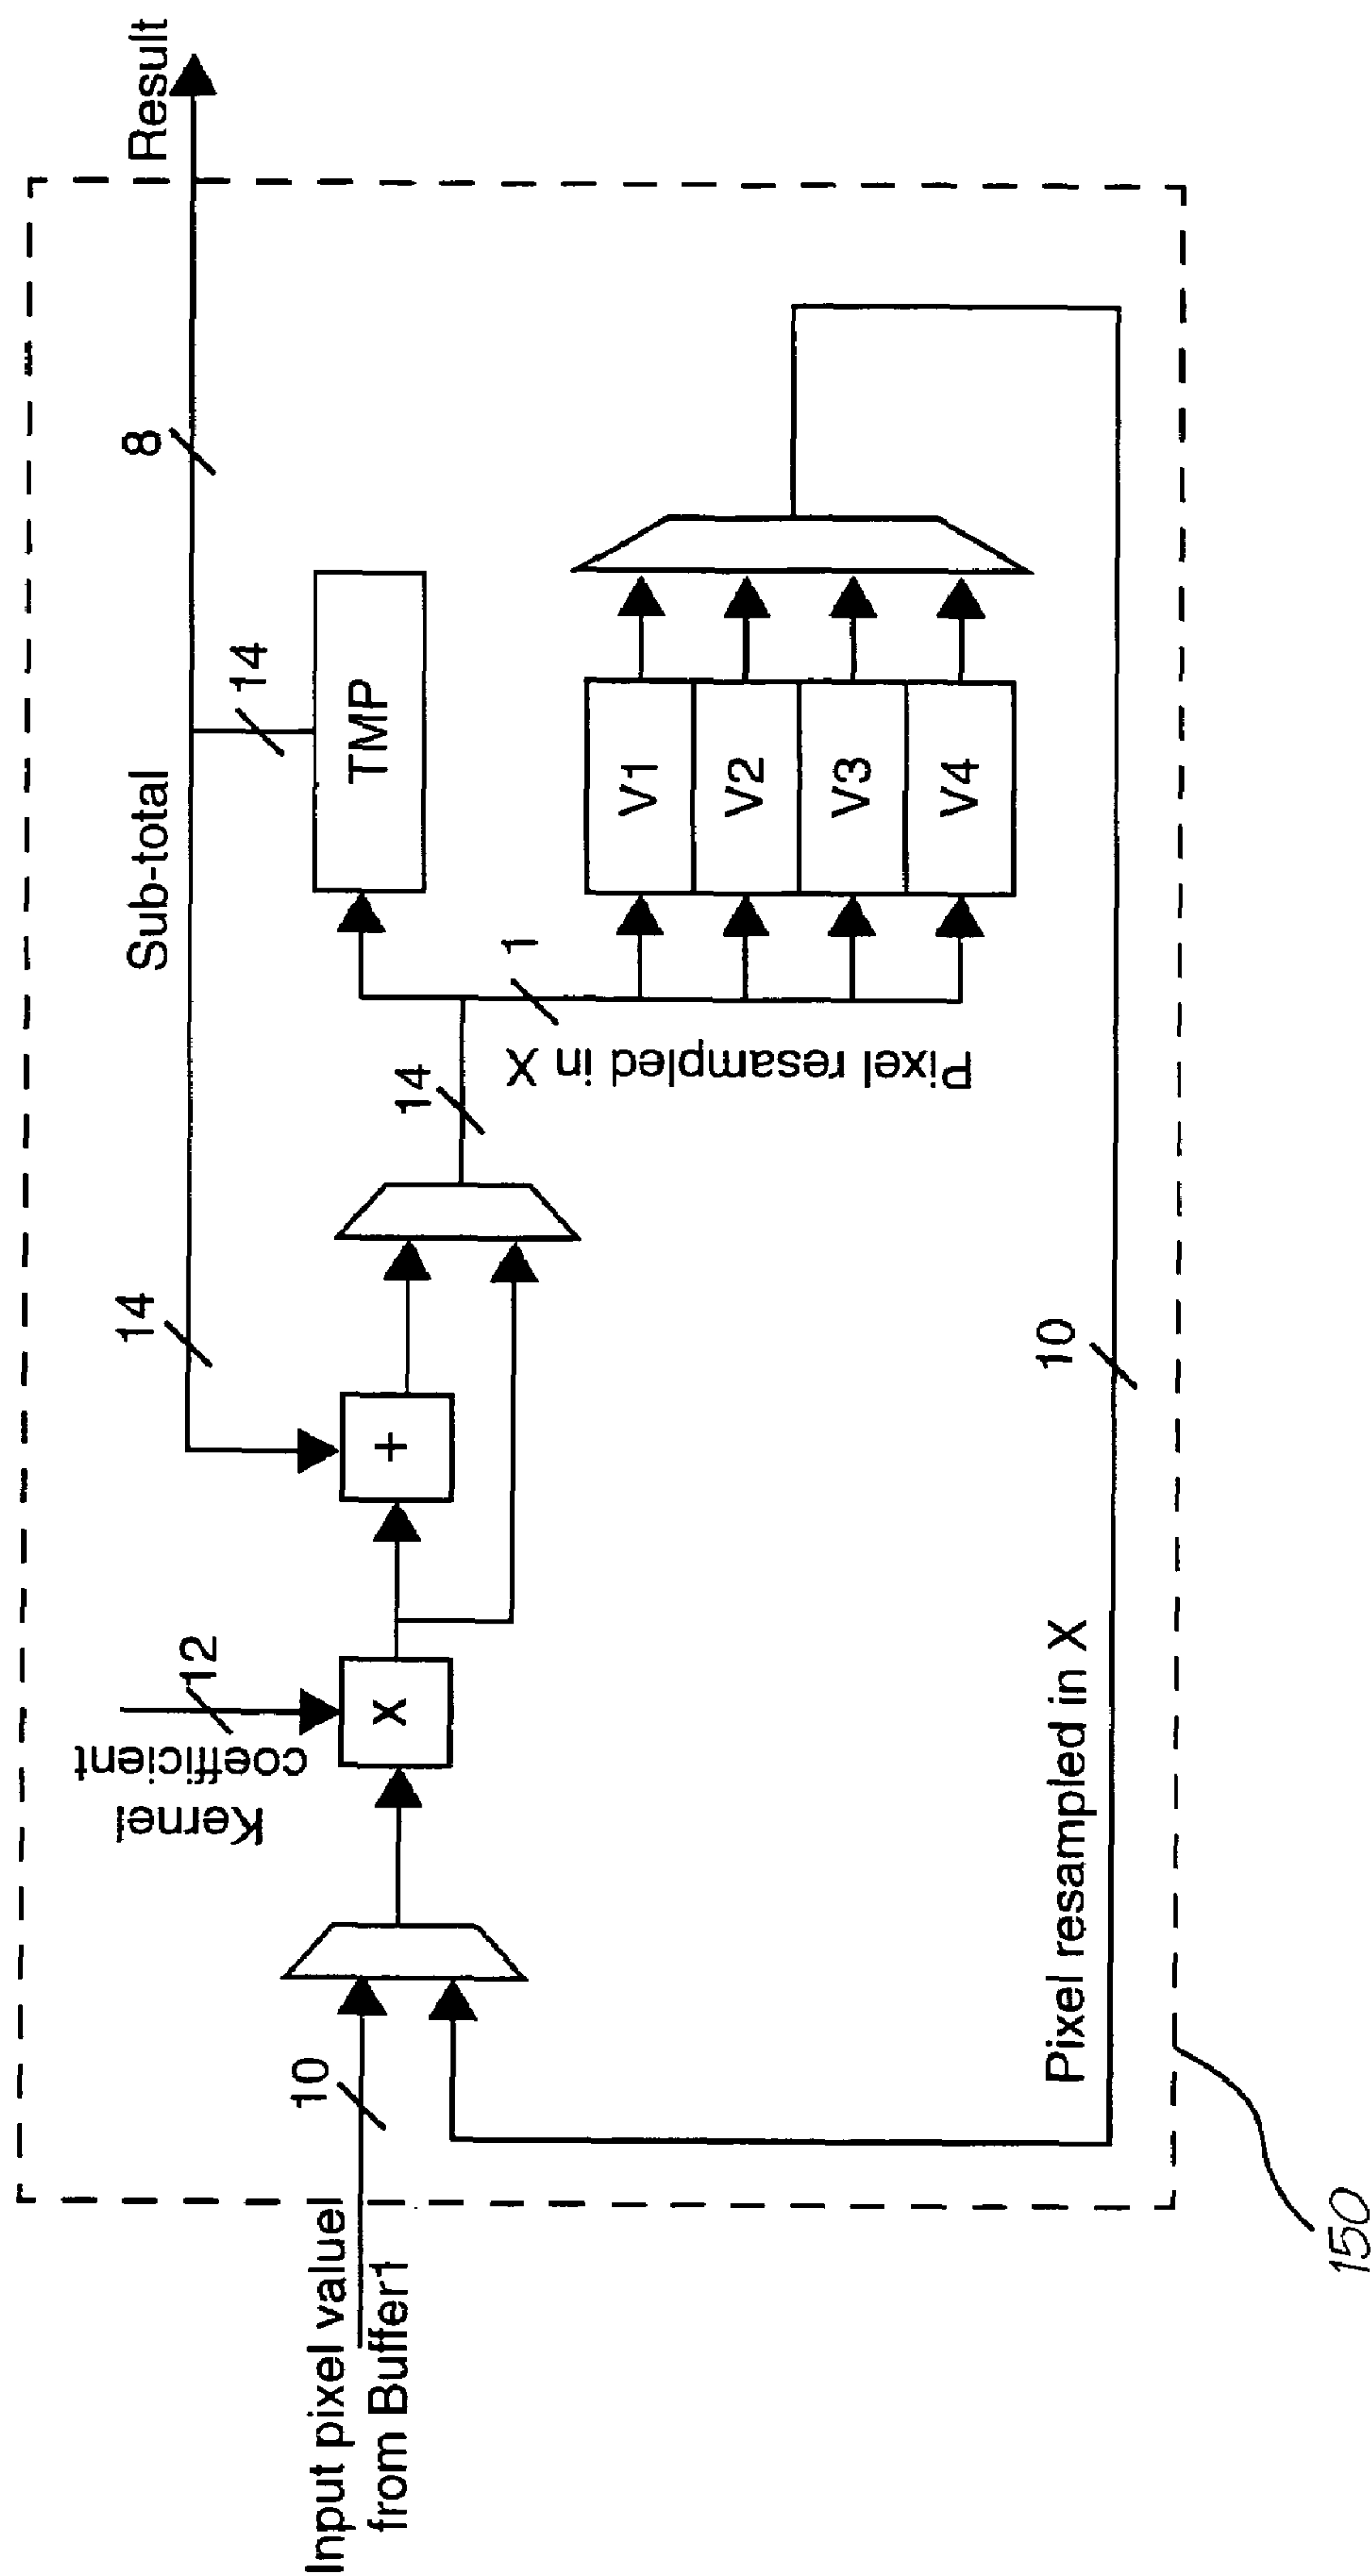 Input pixel value
from Buffer1
10
Kernel
coefficient
12
X
+
14
14
Pixel resampled in X
1
Sub-total
TMP
14
V1
V2
V3
V4
8
Result
Pixel resampled in X
10
150